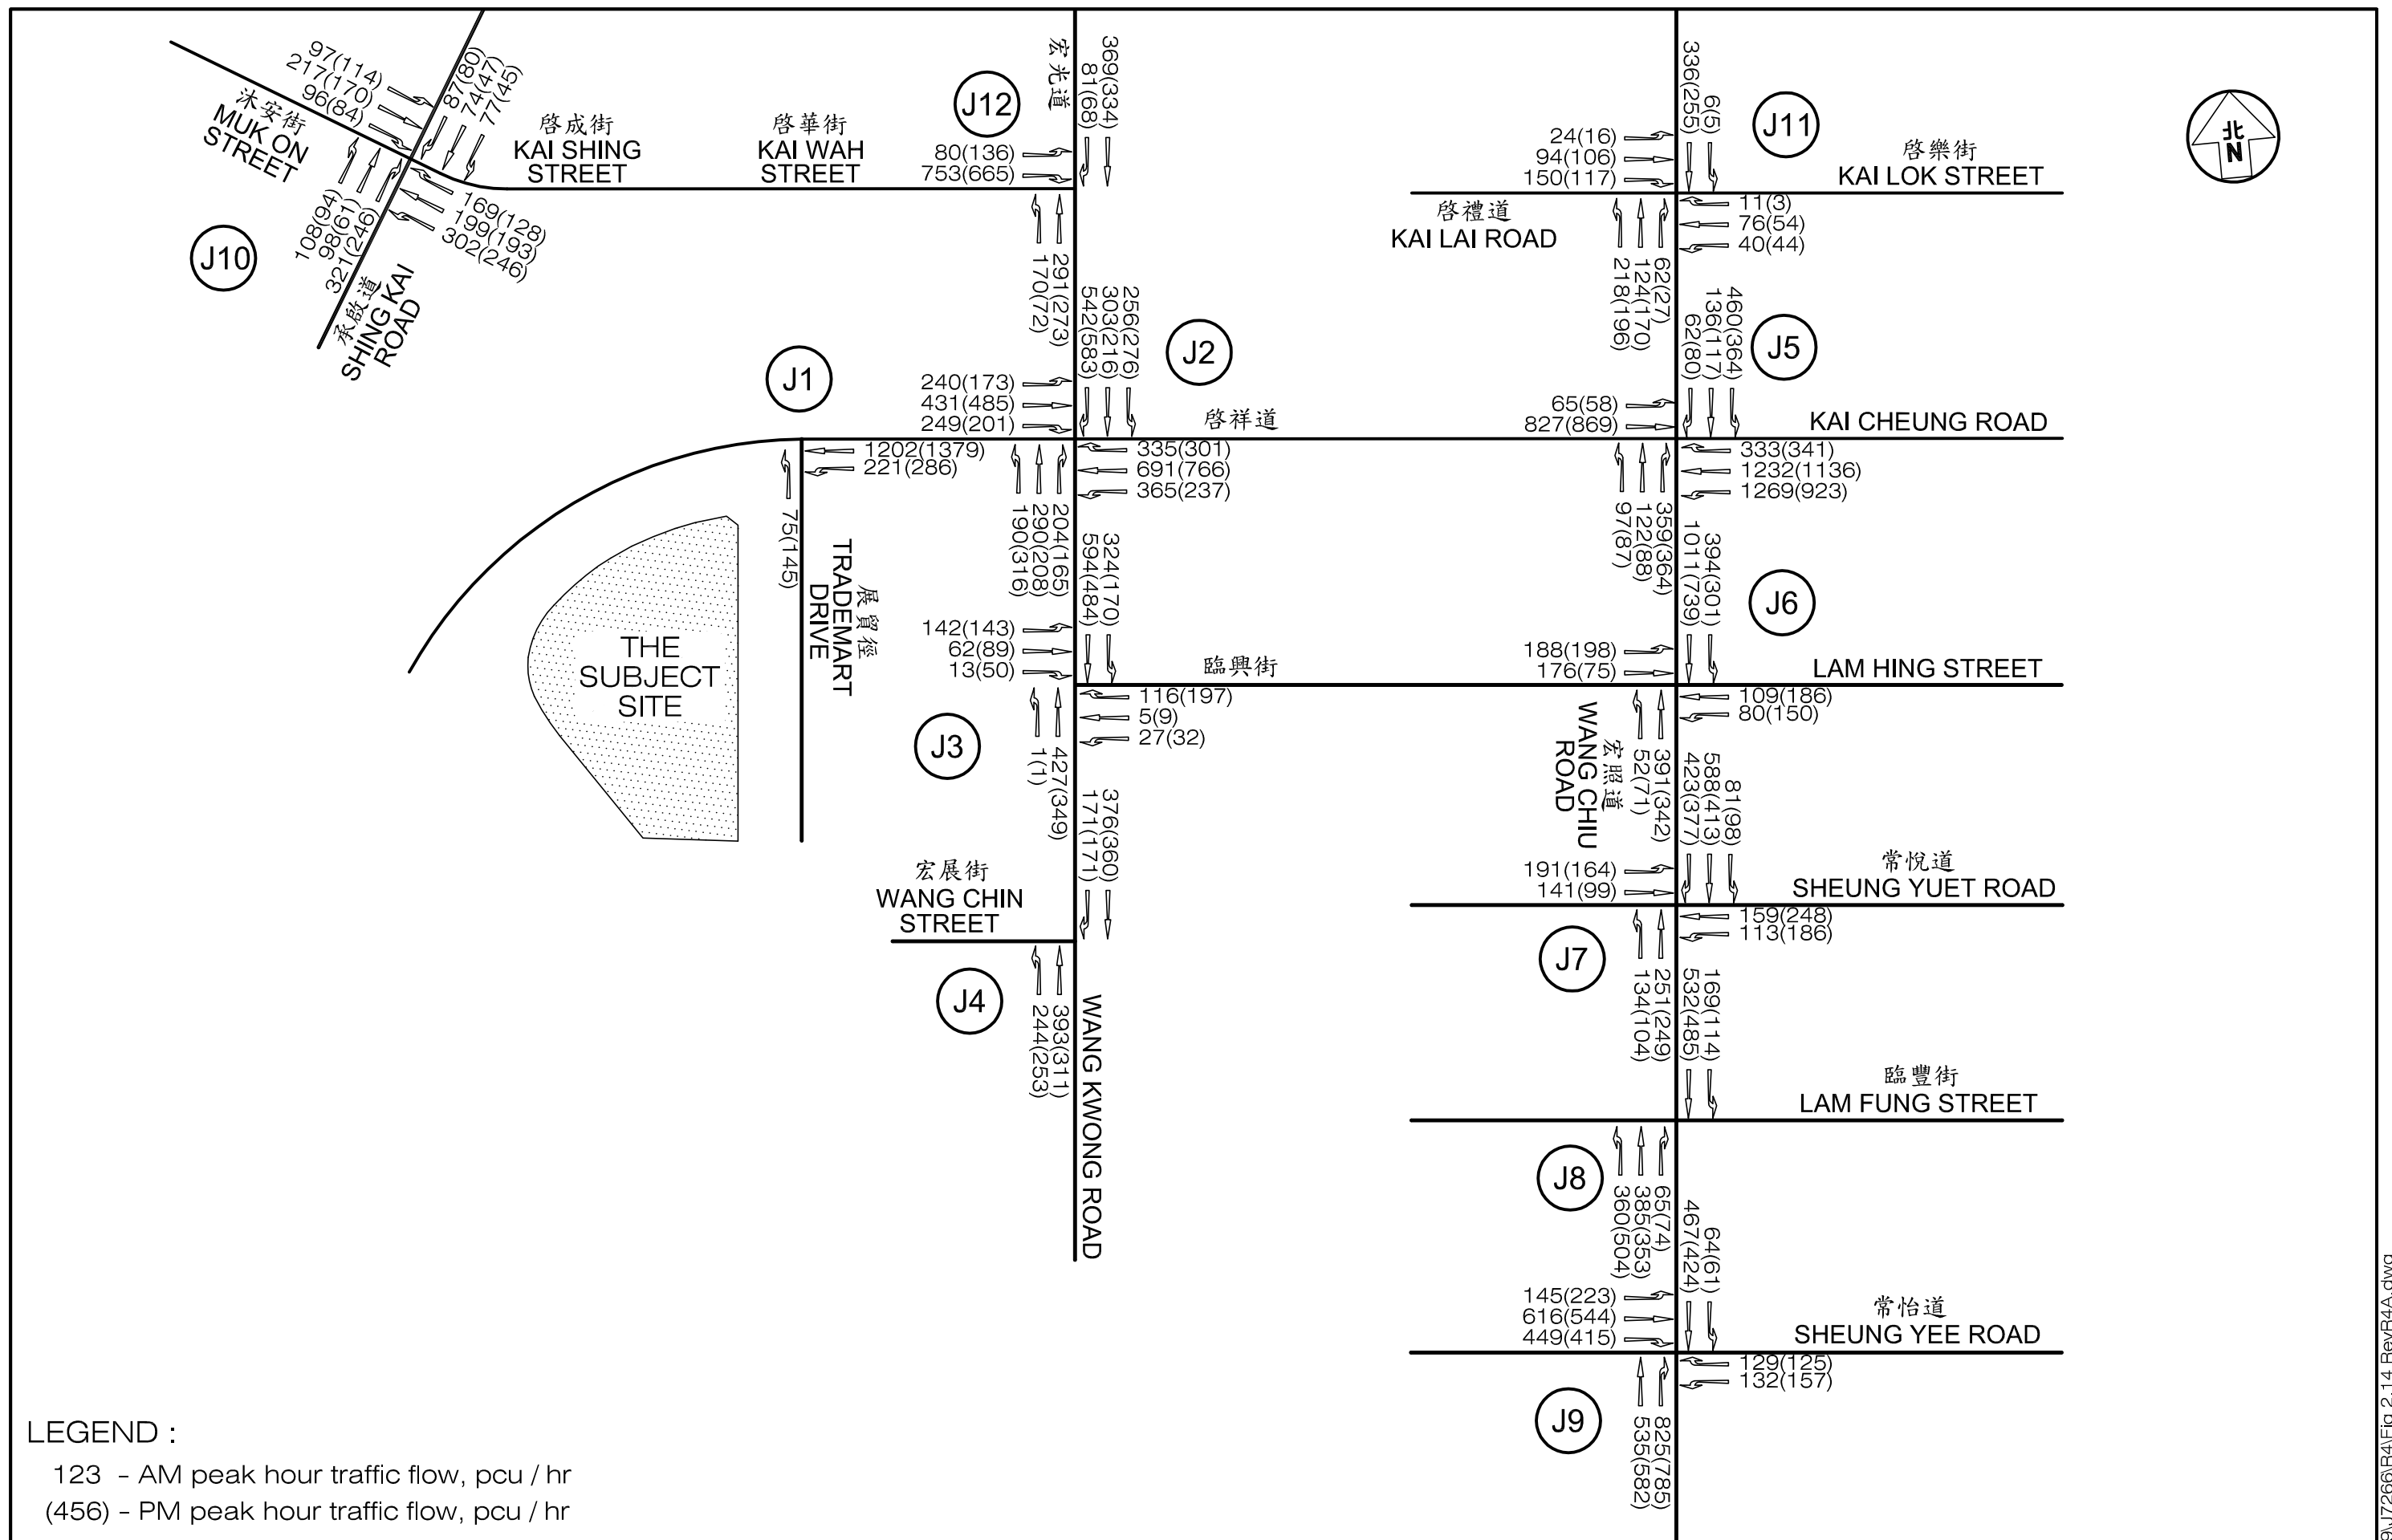 97(114)
217(170)
96(84)
87(80)
74(47)
77(45)
沐安街
MUK ON
STREET
108(94)
98(61)
321(246)
169(128)
199(193)
302(246)
J10
承啟道
SHING KAI
ROAD
啓成街
KAI SHING
STREET
啓華街
KAI WAH
STREET
J12
宏光道
369(334)
81(68)
80(136)
753(665)
291(273)
170(72)
336(255)
6(5)
J11
24(16)
94(106)
150(117)
啓樂街
KAI LOK STREET
啓禮道
KAI LAI ROAD
11(3)
76(54)
40(44)
62(27)
124(170)
218(196)
北
N
J1
J2
256(276)
303(216)
542(583)
240(173)
431(485)
249(201)
啓祥道
460(364)
136(117)
62(80)
J5
65(58)
827(869)
KAI CHEUNG ROAD
1202(1379)
221(286)
335(301)
691(766)
365(237)
333(341)
1232(1136)
1269(923)
75(145)
展貿徑
TRADEMART
DRIVE
204(165)
290(208)
190(316)
324(170)
594(484)
359(364)
122(88)
97(87)
394(301)
1011(739)
J6
THE
SUBJECT
SITE
142(143)
62(89)
13(50)
臨興街
188(198)
176(75)
LAM HING STREET
J3
116(197)
5(9)
27(32)
427(349)
1(1)
109(186)
80(150)
宏照道
WANG CHIU
ROAD
391(342)
52(71)
81(98)
588(413)
423(377)
376(360)
171(171)
宏展街
WANG CHIN
STREET
191(164)
141(99)
常悅道
SHEUNG YUET ROAD
J7
159(248)
113(186)
J4
393(311)
244(253)
WANG KWONG ROAD
251(249)
134(104)
169(114)
532(485)
臨豐街
LAM FUNG STREET
J8
65(74)
385(353)
360(504)
64(61)
467(424)
145(223)
616(544)
449(415)
常怡道
SHEUNG YEE ROAD
129(125)
132(157)
J9
825(785)
535(582)
LEGEND :
123 - AM peak hour traffic flow, pcu / hr
(456) - PM peak hour traffic flow, pcu / hr
9\J7266\R4\Fig 2.14 RevR4A.dwg